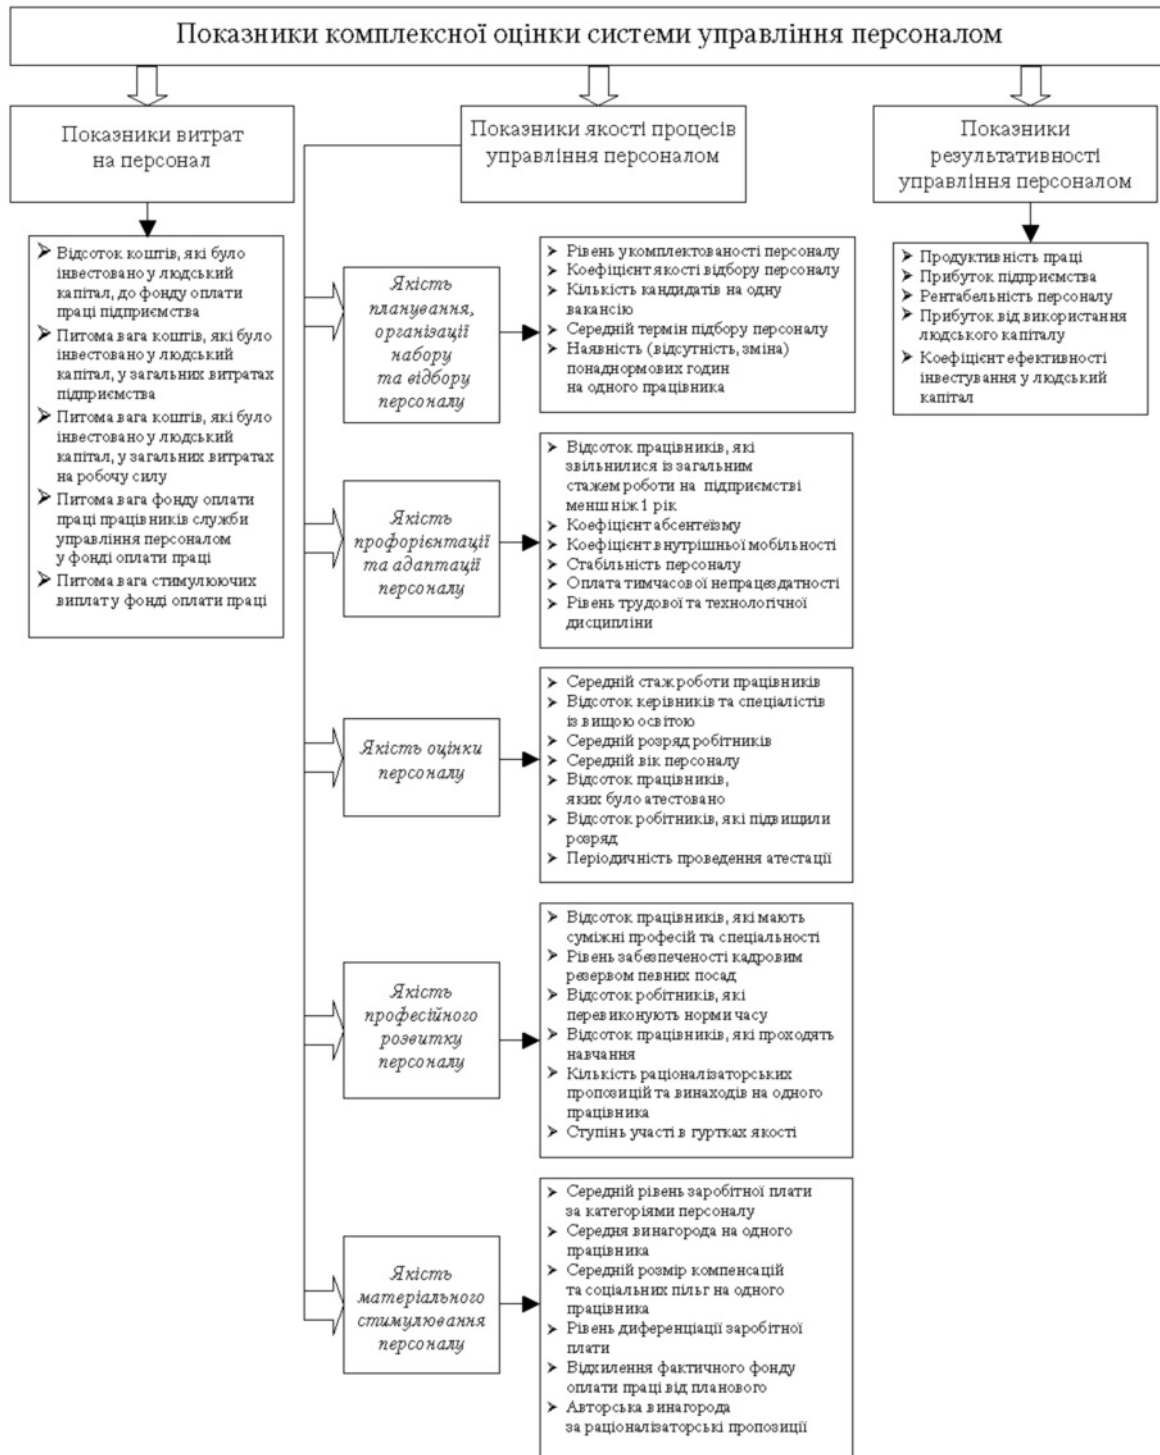 Показники комплексної оцінки системи управління персоналом
Показники витрат
на персонал
➢ Відсоток коштів, які було
інвестовано у людський
капітал, до фонду оплати
праці підприємства
➢ Питома вага коштів, які було
інвестовано у людський
капітал, у загальних витратах
підприємства
➢ Питома вага коштів, які було
інвестовано у людський
капітал, у загальних витратах
на робочу силу
➢ Питома вага фонду оплати
праці працівників служби
управління персоналом
у фонді оплати праці
➢ Питома вага стимулюючих
виплат у фонді оплати праці
Показники якості процесів
управління персоналом
Якість
планування,
організації
набору
та відбору
персоналу
➢ Рівень укомплектованості персоналу
➢ Коефіцієнт якості відбору персоналу
➢ Кількість кандидатів на одну
вакансію
➢ Середній термін підбору персоналу
➢ Наявність (відсутність, зміна)
понаднормових годин
на одного працівника
Якість
профорієнтації
та адаптації
персоналу
➢ Відсоток працівників, які
звільнилися із загальним
стажем роботи на підприємстві
менш ніж 1 рік
➢ Коефіцієнт абсентеїзму
➢ Коефіцієнт внутрішньої мобільності
➢ Стабільність персоналу
➢ Оплата тимчасової непрацездатності
➢ Рівень трудової та технологічної
дисципліни
Якість оцінки
персоналу
➢ Середній стаж роботи працівників
➢ Відсоток керівників та спеціалістів
із вищою освітою
➢ Середній розряд робітників
➢ Середній вік персоналу
➢ Відсоток працівників,
яких було атестовано
➢ Відсоток робітників, які підвищили
розряд
➢ Періодичність проведення атестації
Якість
професійного
розвитку
персоналу
➢ Відсоток працівників, які мають
суміжні професій та спеціальності
➢ Рівень забезпеченості кадровим
резервом певних посад
➢ Відсоток робітників, які
перевиконують норми часу
➢ Відсоток працівників, які проходять
навчання
➢ Кількість раціоналізаторських
пропозицій та винаходів на одного
працівника
➢ Ступінь участі в гуртках якості
Якість
матеріального
стимулювання
персоналу
➢ Середній рівень заробітної плати
за категоріями персоналу
➢ Середня винагорода на одного
працівника
➢ Середній розмір компенсацій
та соціальних пільг на одного
працівника
➢ Рівень диференціації заробітної
плати
➢ Відхилення фактичного фонду
оплати праці від планового
➢ Авторська винагорода
за раціоналізаторські пропозиції
Показники
результативності
управління персоналом
➢ Продуктивність праці
➢ Прибуток підприємства
➢ Рентабельність персоналу
➢ Прибуток від використання
людського капіталу
➢ Коефіцієнт ефективності
інвестування у людський
капітал